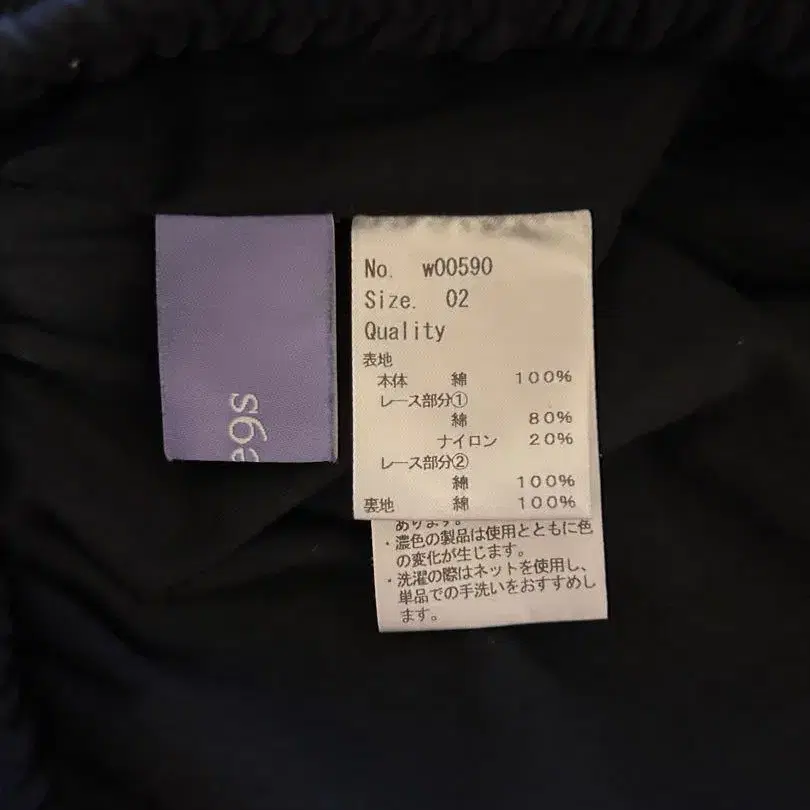 egs
No. w00590
Size. 02
Quality
表地
本体 綿 100%
レース部分①
綿 80%
ナイロン 20%
レース部分②
綿 100%
裏地 綿 100%
あります。
・濃色の製品は使用とともに色
の変化が生じます。
・洗濯の際はネットを使用し、
単品での手洗いをおすすめし
ます。